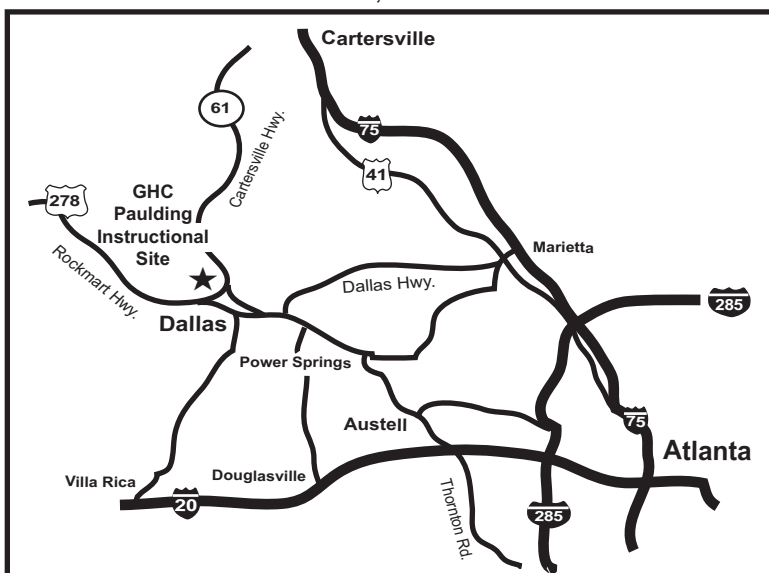 Cartersville
61
75
Cartersville Hwy.
41
278
GHC
Paulding
Instructional
Site
Rockmart Hwy.
Marietta
Dallas Hwy.
285
Dallas
Power Springs
Austell
75
Atlanta
Villa Rica
Douglasville
20
Thornton Rd.
285